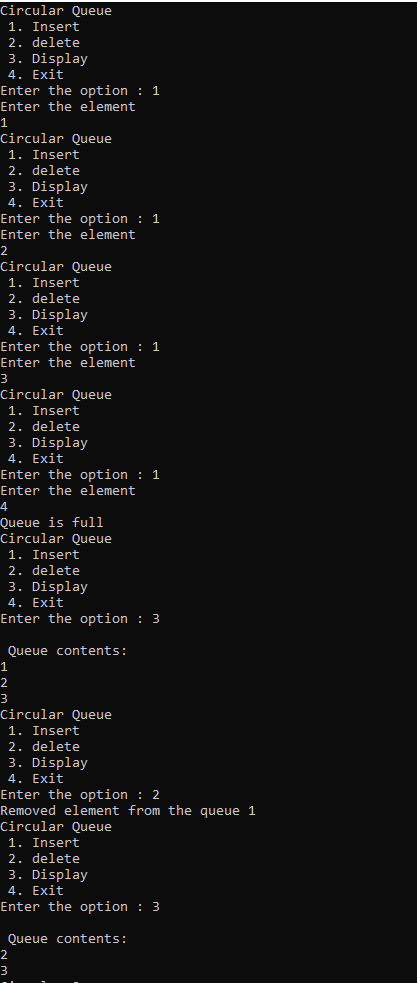 Circular Queue
 1. Insert
 2. delete
 3. Display
 4. Exit
Enter the option : 1
Enter the element
1
Circular Queue
 1. Insert
 2. delete
 3. Display
 4. Exit
Enter the option : 1
Enter the element
2
Circular Queue
 1. Insert
 2. delete
 3. Display
 4. Exit
Enter the option : 1
Enter the element
3
Circular Queue
 1. Insert
 2. delete
 3. Display
 4. Exit
Enter the option : 1
Enter the element
4
Queue is full
Circular Queue
 1. Insert
 2. delete
 3. Display
 4. Exit
Enter the option : 3

 Queue contents:
1
2
3
Circular Queue
 1. Insert
 2. delete
 3. Display
 4. Exit
Enter the option : 2
Removed element from the queue 1
Circular Queue
 1. Insert
 2. delete
 3. Display
 4. Exit
Enter the option : 3

 Queue contents:
2
3